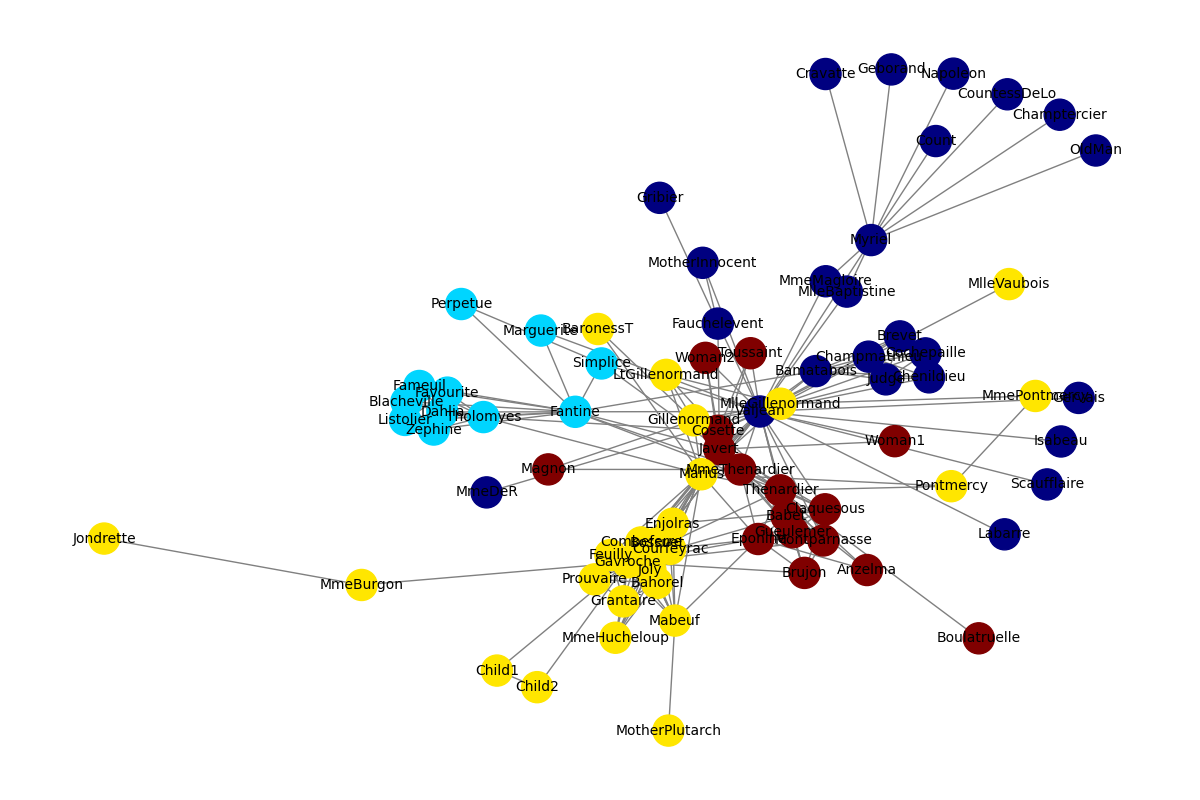 Cravatte
Geborand
Napoleon
CountessDeLo
Champtercier
Count
OldMan
Gribier
Myriel
MotherInnocent
MmeMagloire
MlleBaptistine
MlleVaubois
Perpetue
Marguerite
BaronessT
Fauchelevent
Simplice
Woman2
Toussaint
Brevet
Champmathieu
Cochepaille
LtGillenormand
Bamatabois
Judge
Chenildieu
Fameuil
Favourite
Blacheville
Dahlia
Listolier
Zephine
Tholomyes
Fantine
MlleGillenormand
Valjean
MmePontmercy
Gervais
Gillenormand
Cosette
Javert
Woman1
Isabeau
Magnon
Marius
MmeThenardier
MmeDeR
Thenardier
Pontmercy
Scaufflaire
Claquesous
Babet
Gueulemer
Labarre
Enjolras
Combeferre
Bossuet
Courfeyrac
Eponine
Montparnasse
Jondrette
Feuilly
Gavroche
Joly
Prouvaire
Bahorel
Brujon
Anzelma
MmeBurgon
Grantaire
Mabeuf
MmeHucheloup
Boulatruelle
Child1
Child2
MotherPlutarch